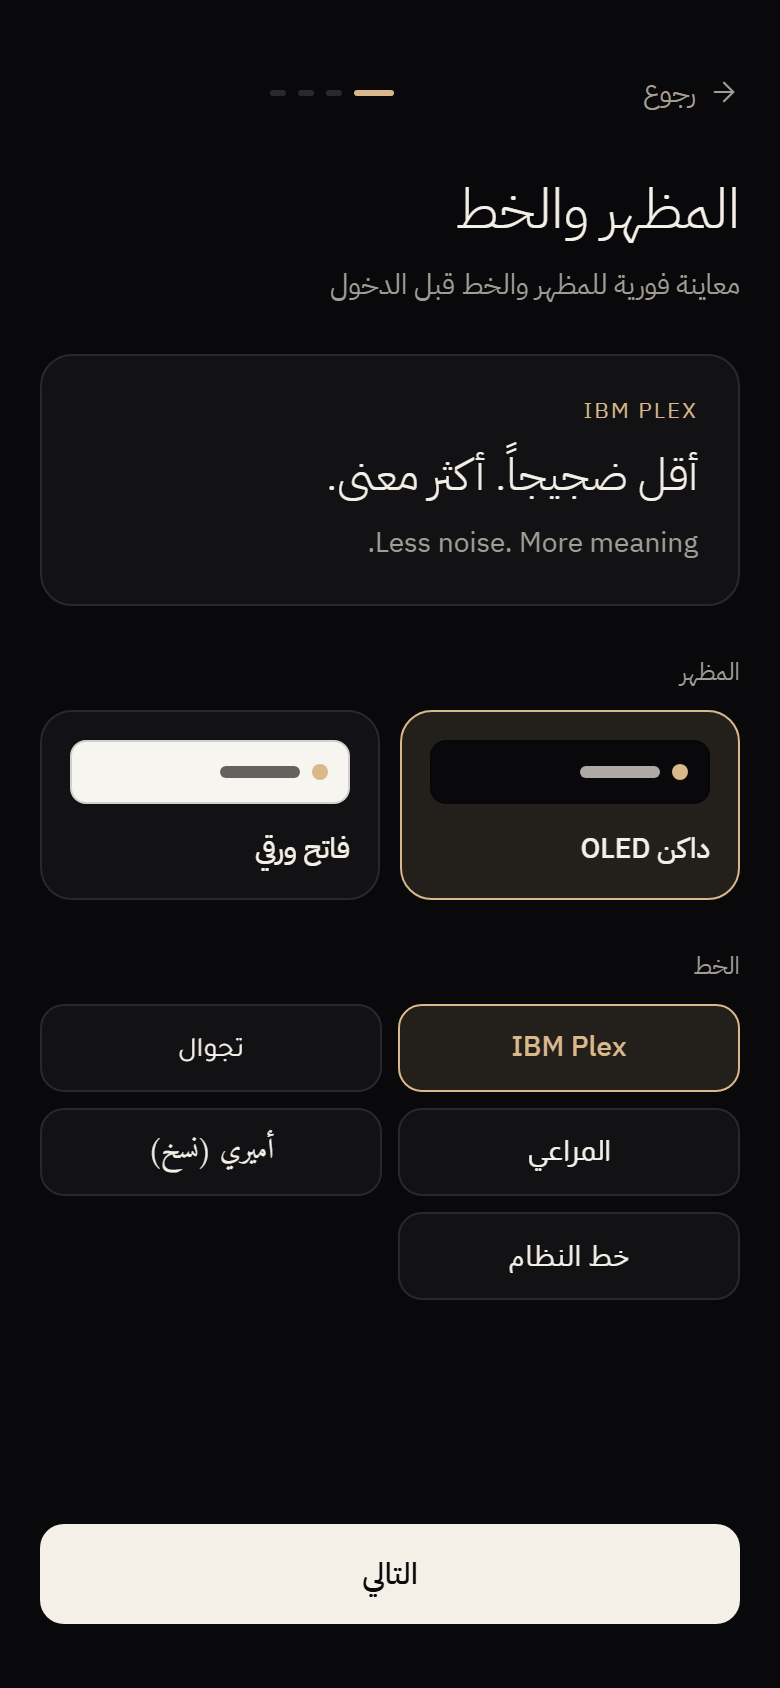 رجوع
المظهر والخط
معاينة فورية للمظهر والخط قبل الدخول
IBM PLEX
أقل ضجيجاً. أكثر معنى.
Less noise. More meaning.
المظهر
داكن OLED
فاتح ورقي
الخط
IBM Plex
تجوال
المراعي
أميري (نسخ)
خط النظام
التالي